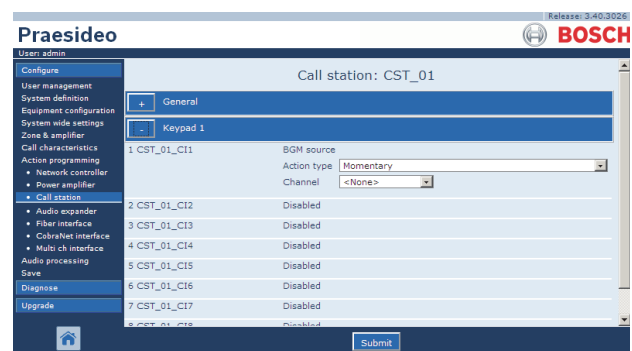 Release: 3.40.3026
Praesideo
BOSCH
User: admin
Configure
User management
System definition
Equipment configuration
System wide settings
Zone & amplifier
Call characteristics
Action programming
• Network controller
• Power amplifier
• Call station
• Audio expander
• Fiber interface
• CobraNet interface
• Multi ch interface
Audio processing
Save
Diagnose
Upgrade
Call station: CST_01
+ General
- Keypad 1
1 CST_01_CI1 BGM source
Action type Momentary
Channel <None>
2 CST_01_CI2 Disabled
3 CST_01_CI3 Disabled
4 CST_01_CI4 Disabled
5 CST_01_CI5 Disabled
6 CST_01_CI6 Disabled
7 CST_01_CI7 Disabled
8 CST_01_CI8 Disabled
Submit